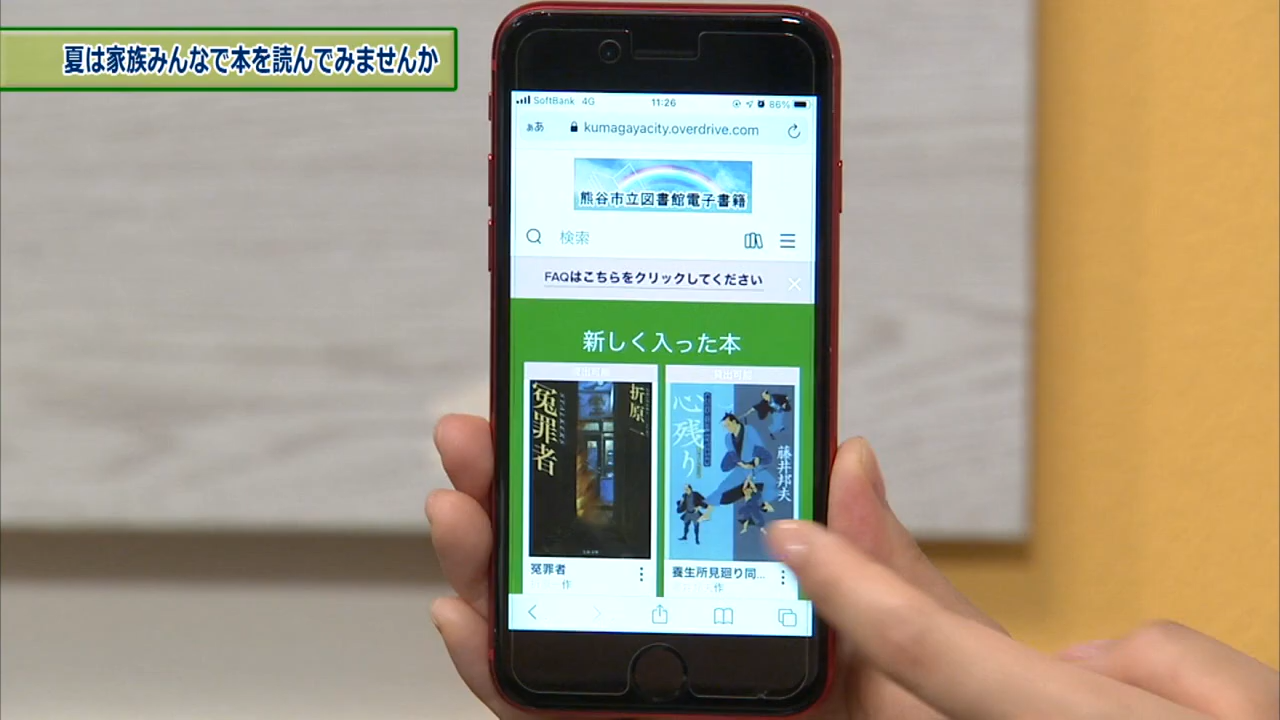 夏は家族みんなで本を読んでみませんか
SoftBank 4G 11:26 86%
ぁあ kumagayacity.overdrive.com
熊谷市立図書館電子書籍
検索
FAQはこちらをクリックしてください
新しく入った本
冤罪者
STALKERS
折原一
心残り
藤井邦夫
冤罪者
養生所見廻り同...
作
作